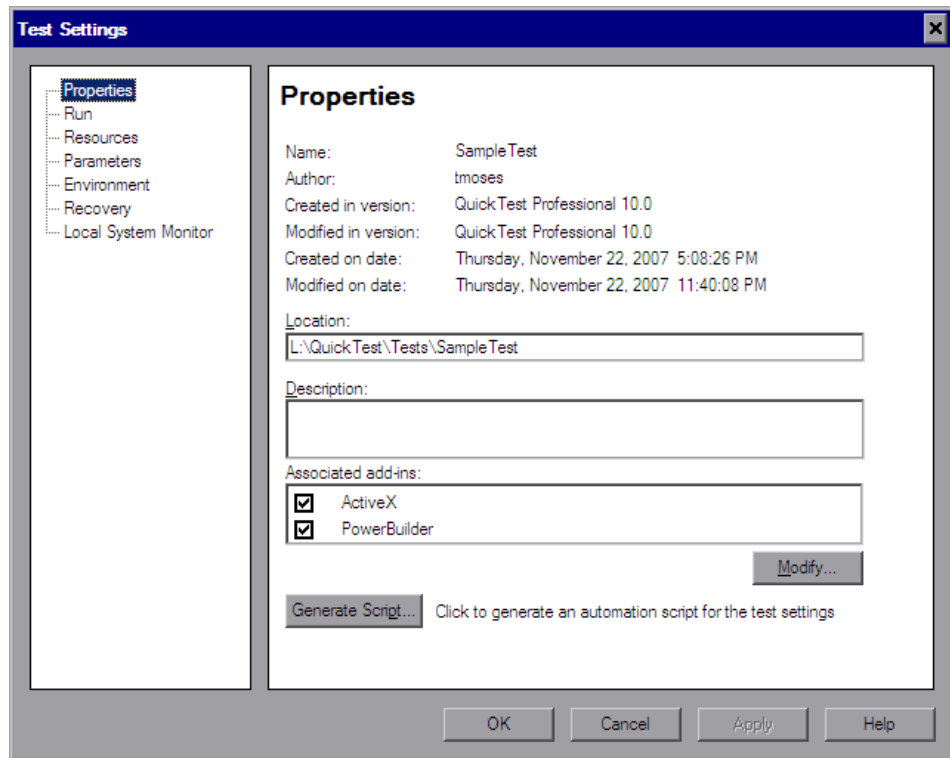 Test Settings
Properties
Run
Resources
Parameters
Environment
Recovery
Local System Monitor
Properties
Name: SampleTest
Author: tmoses
Created in version: QuickTest Professional 10.0
Modified in version: QuickTest Professional 10.0
Created on date: Thursday, November 22, 2007 5:08:26 PM
Modified on date: Thursday, November 22, 2007 11:40:08 PM
Location:
L:\QuickTest\Tests\SampleTest
Description:
Associated add-ins:
ActiveX
PowerBuilder
Modify...
Generate Script... Click to generate an automation script for the test settings
OK Cancel Apply Help